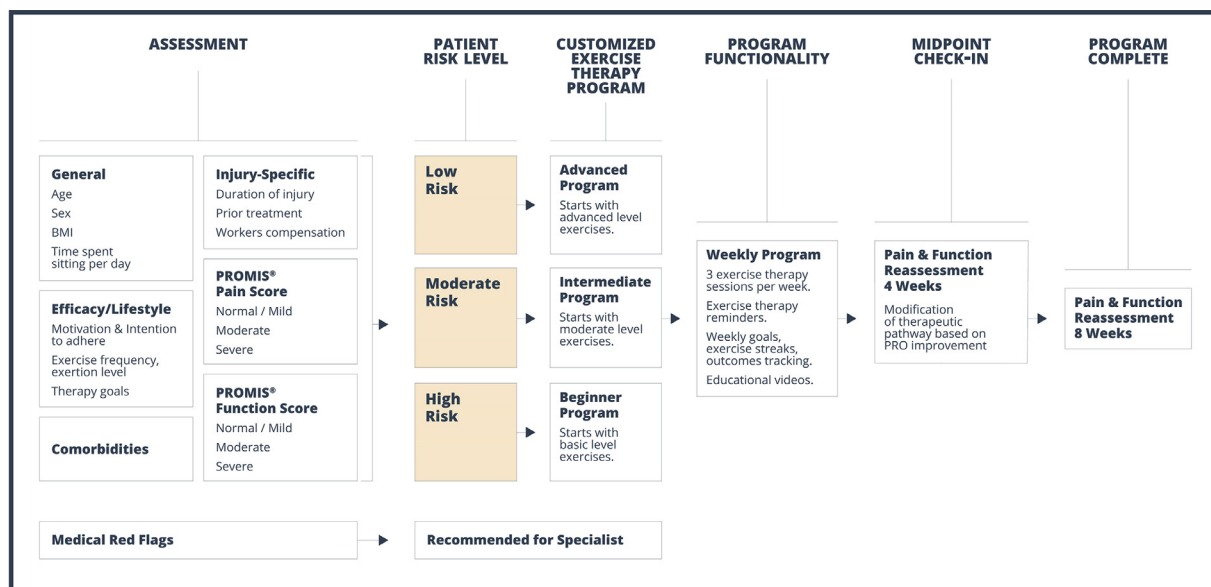 ASSESSMENT
PATIENT
RISK LEVEL
CUSTOMIZED
EXERCISE
THERAPY
PROGRAM
PROGRAM
FUNCTIONALITY
MIDPOINT
CHECK-IN
PROGRAM
COMPLETE
General
Age
Sex
BMI
Time spent
sitting per day
Efficacy/Lifestyle
Motivation & Intention
to adhere
Exercise frequency,
exertion level
Therapy goals
Comorbidities
Injury-Specific
Duration of injury
Prior treatment
Workers compensation
PROMIS®
Pain Score
Normal / Mild
Moderate
Severe
PROMIS®
Function Score
Normal / Mild
Moderate
Severe
Low
Risk
Moderate
Risk
High
Risk
Advanced
Program
Starts with
advanced level
exercises.
Intermediate
Program
Starts with
moderate level
exercises.
Beginner
Program
Starts with
basic level
exercises.
Weekly Program
3 exercise therapy
sessions per week.
Exercise therapy
reminders.
Weekly goals,
exercise streaks,
outcomes tracking.
Educational videos.
Pain & Function
Reassessment
4 Weeks
Modification
of therapeutic
pathway based on
PRO improvement
Pain & Function
Reassessment
8 Weeks
Medical Red Flags
Recommended for Specialist